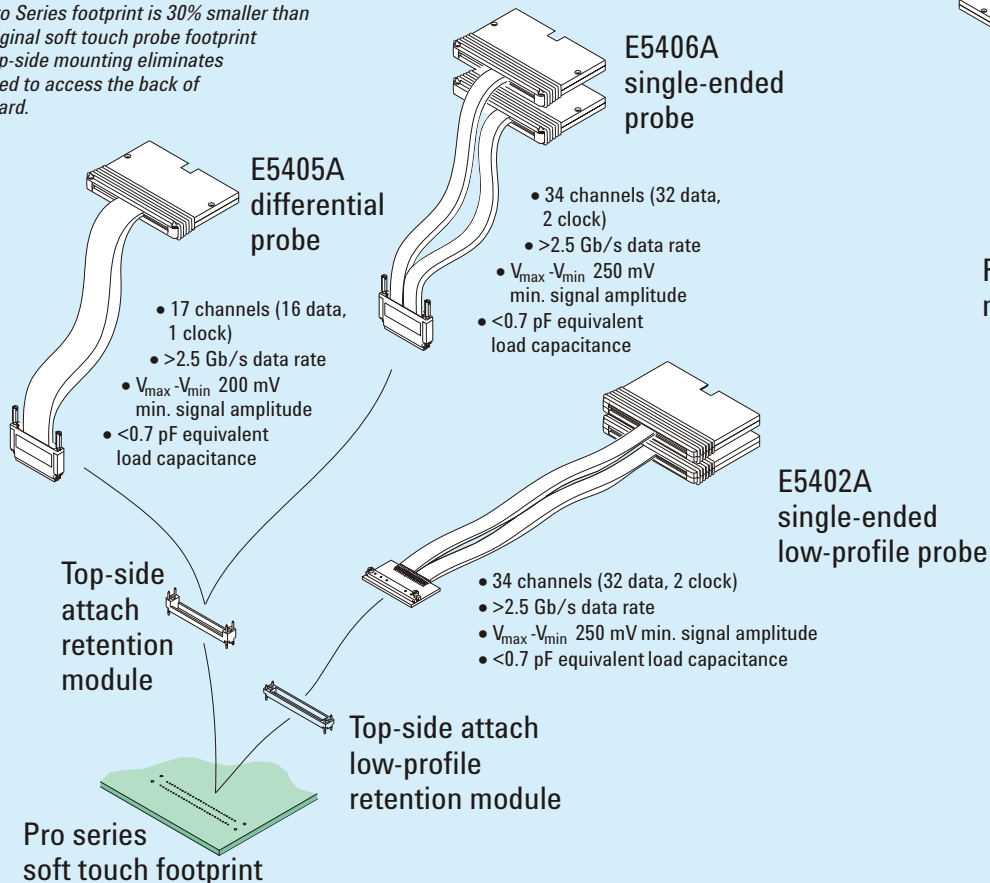 ro Series footprint is 30% smaller than
ginal soft touch probe footprint
p-side mounting eliminates
ed to access the back of
ard.
E5406A
single-ended
probe
• 34 channels (32 data,
2 clock)
• >2.5 Gb/s data rate
• Vmax -Vmin 250 mV
min. signal amplitude
• <0.7 pF equivalent
load capacitance
E5405A
differential
probe
• 17 channels (16 data,
1 clock)
• >2.5 Gb/s data rate
• Vmax -Vmin 200 mV
min. signal amplitude
• <0.7 pF equivalent
load capacitance
E5402A
single-ended
low-profile probe
• 34 channels (32 data, 2 clock)
• >2.5 Gb/s data rate
• Vmax -Vmin 250 mV min. signal amplitude
• <0.7 pF equivalent load capacitance
Top-side
attach
retention
module
Top-side attach
low-profile
retention module
Pro series
soft touch footprint